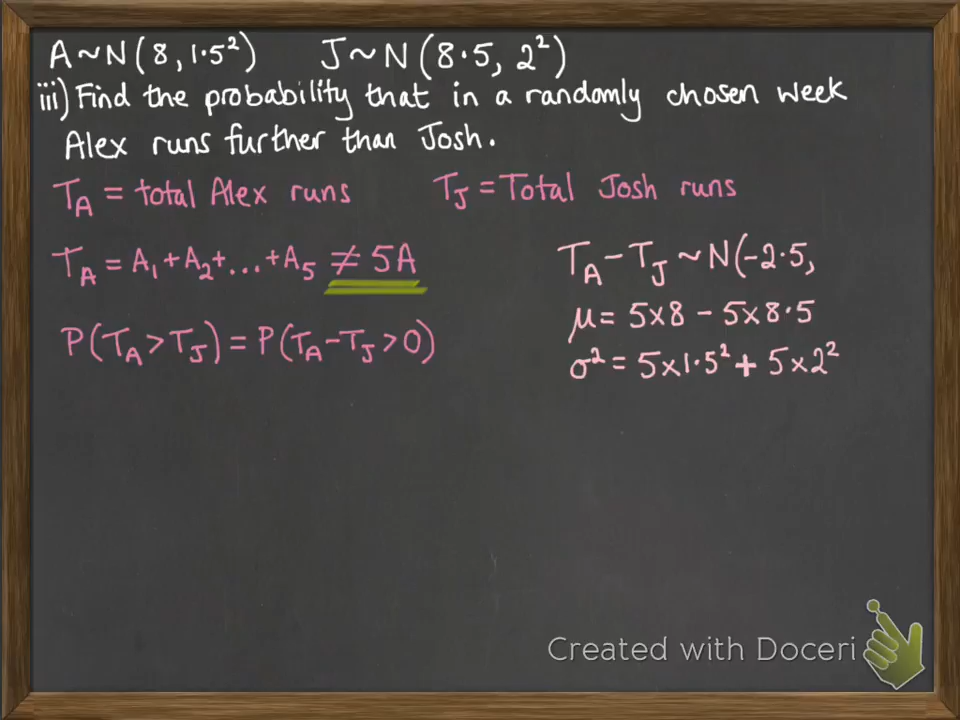 A ~ N(8, 1·5²) J ~ N(8·5, 2²)
iii) Find the probability that in a randomly chosen week
Alex runs further than Josh.
T_A = total Alex runs T_J = Total Josh runs
T_A = A₁ + A₂ + ... + A₅ ≠ 5A
P(T_A > T_J) = P(T_A − T_J > 0)
T_A − T_J ~ N(−2·5,
μ = 5×8 − 5×8·5
σ² = 5×1·5² + 5×2²
Created with Doceri